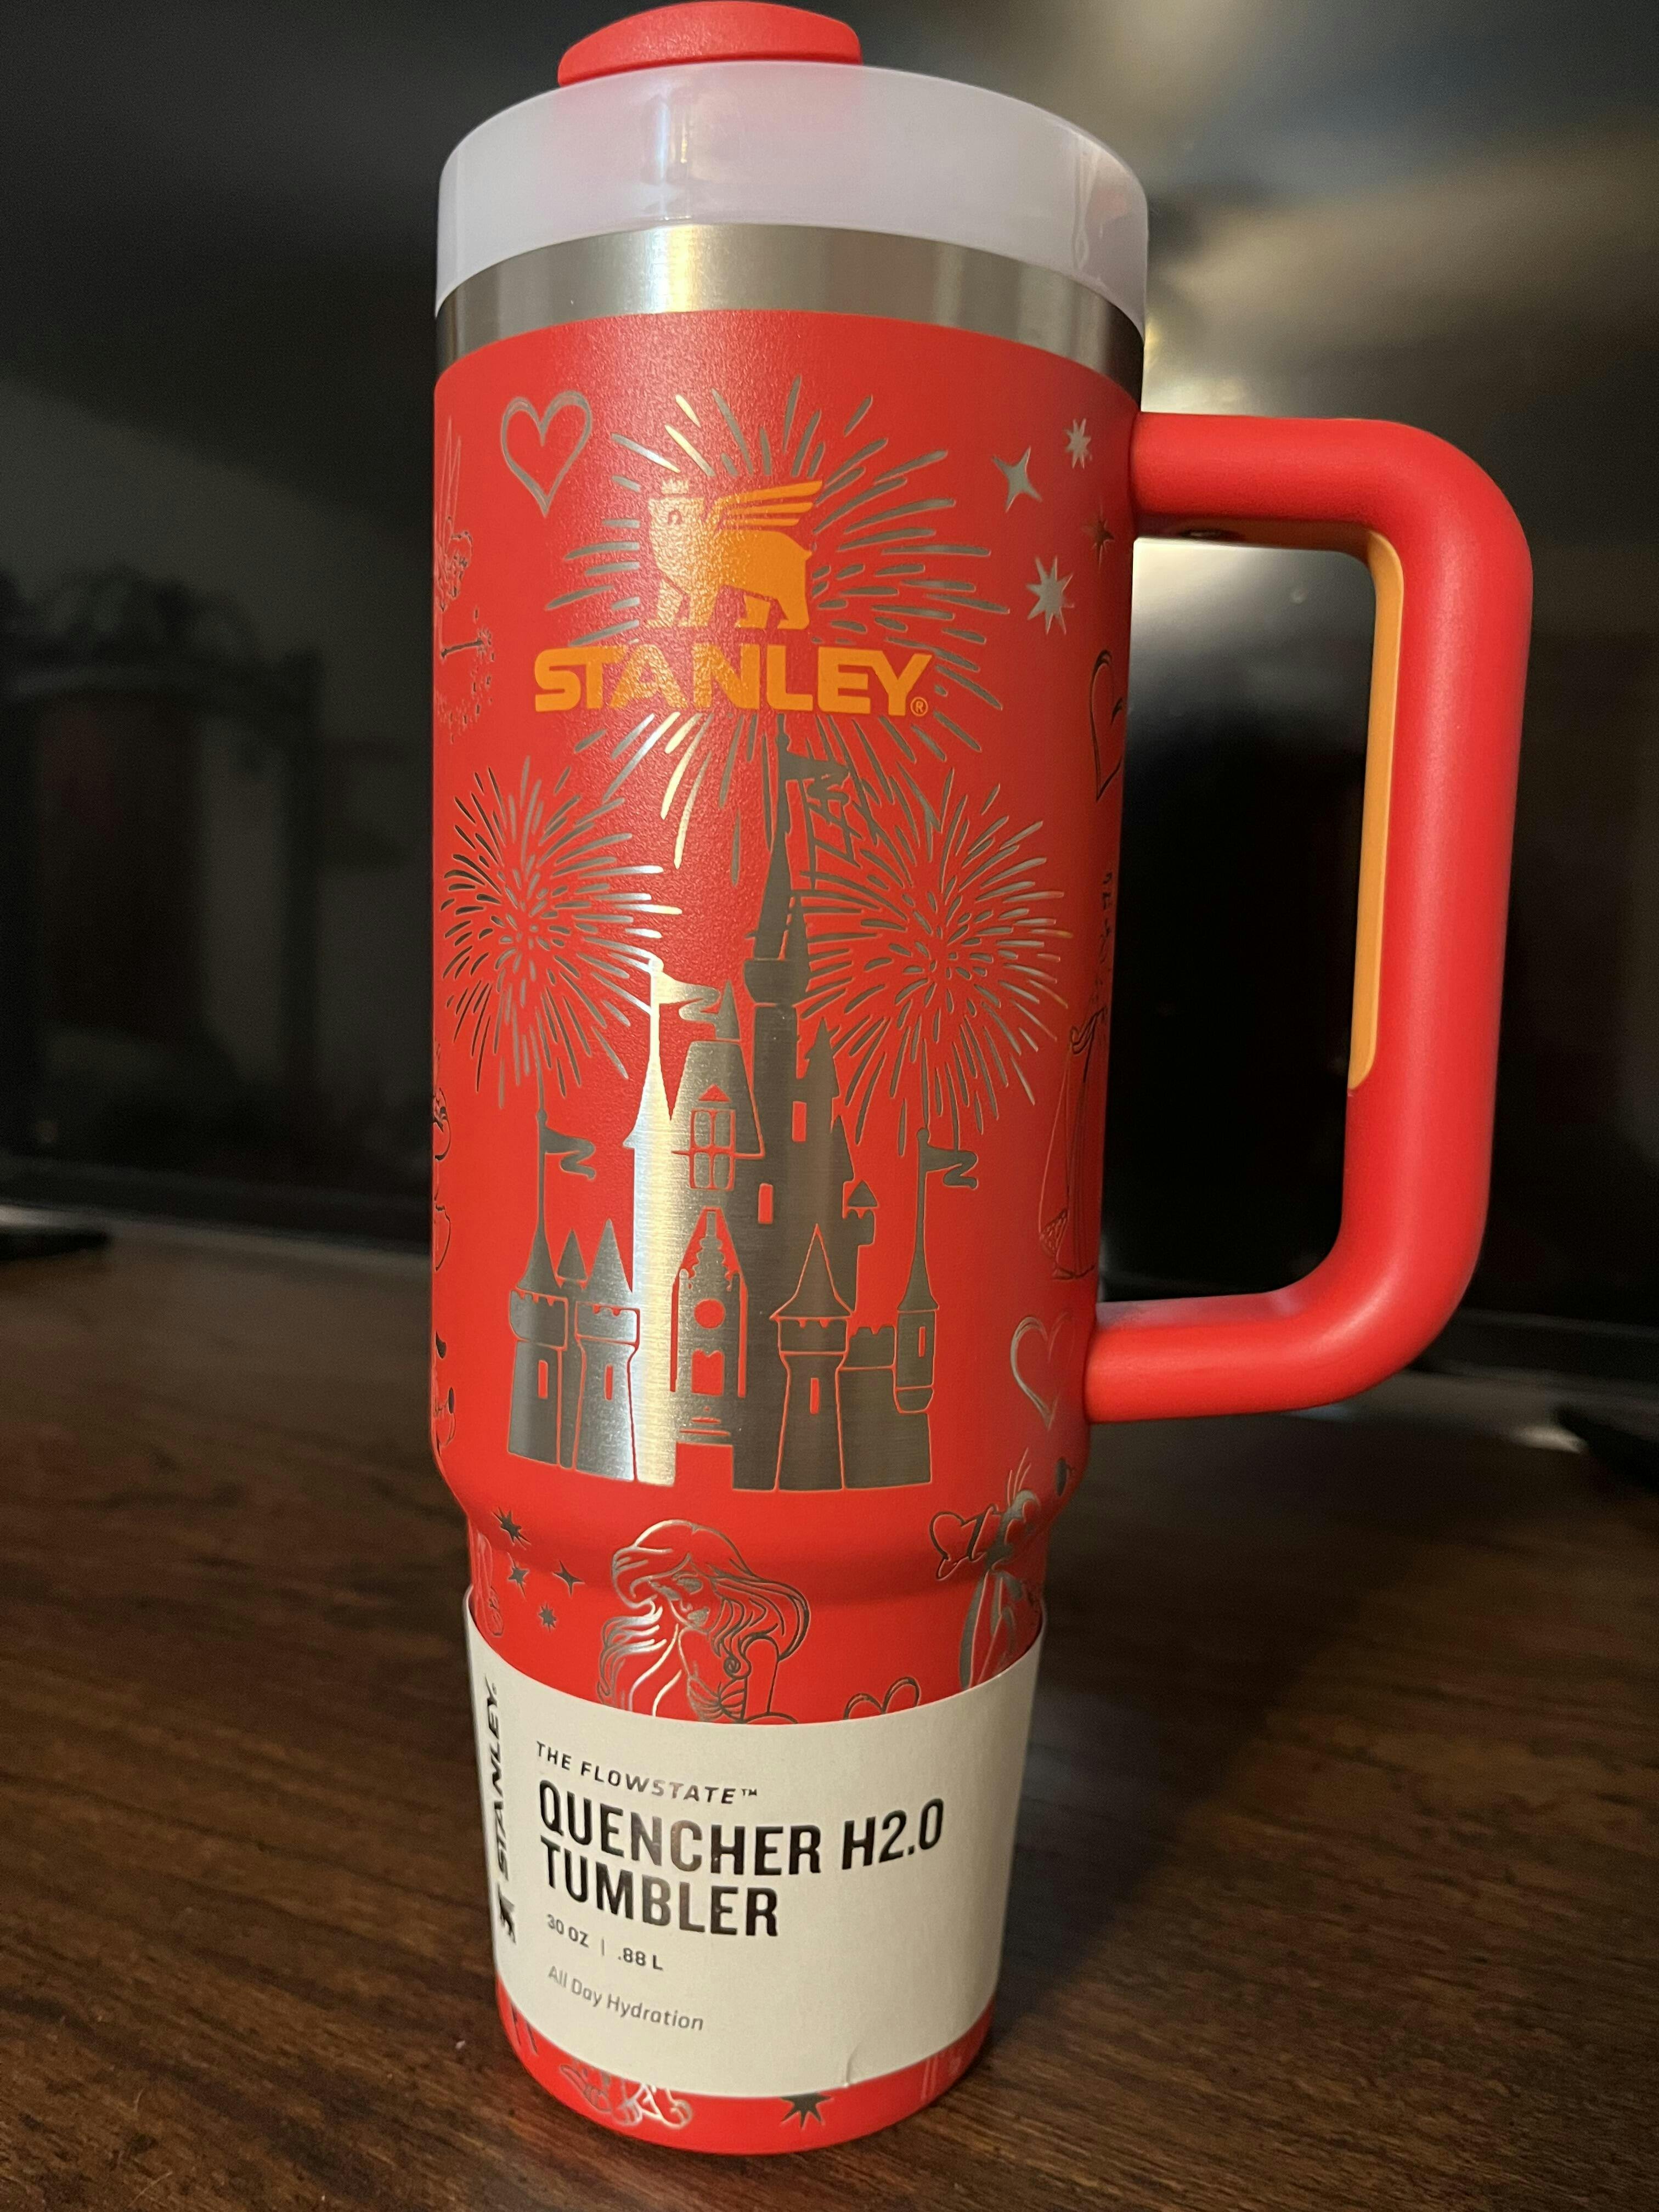 STANLEY®
STANLEY®
THE FLOWSTATE™
QUENCHER H2.0
TUMBLER
30 OZ | .88 L
All Day Hydration